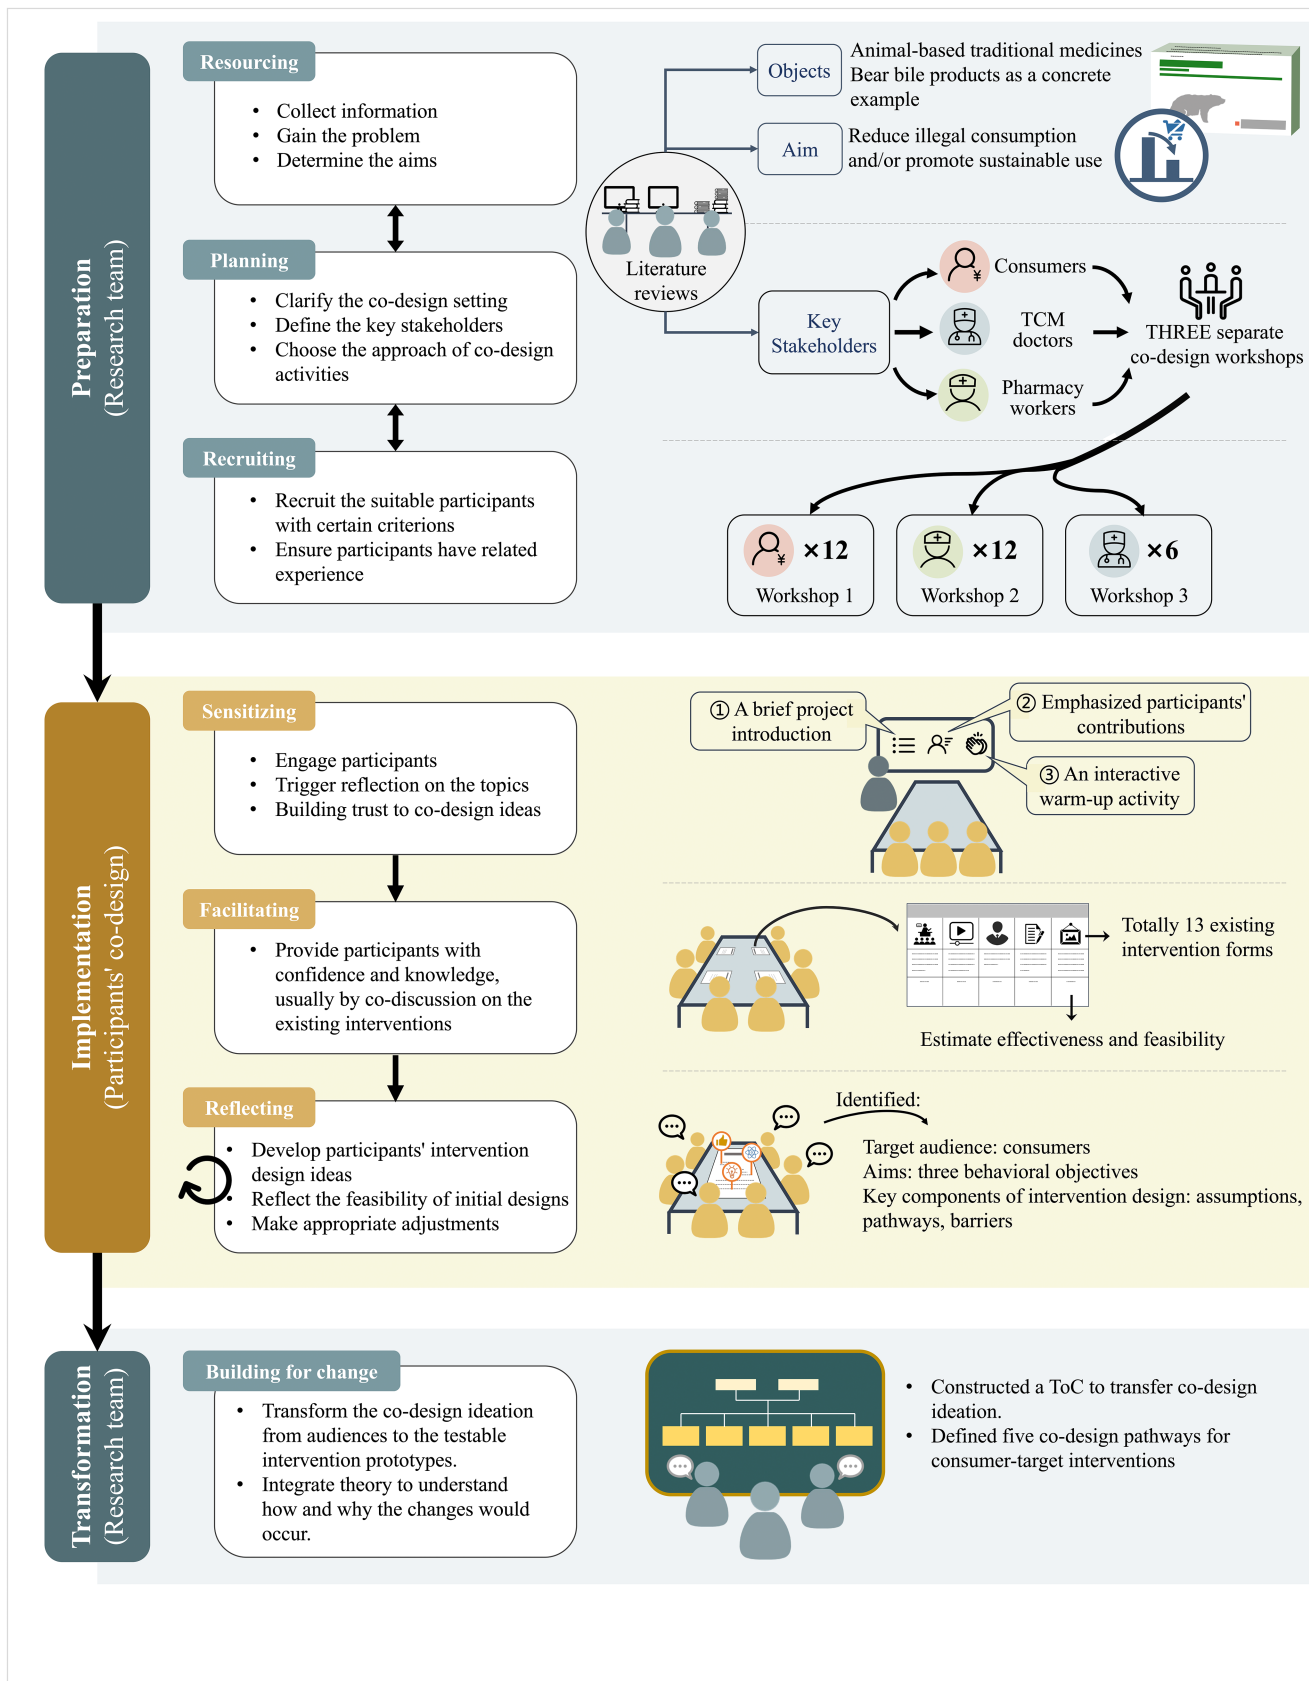 Preparation
(Research team)
Resourcing
• Collect information
• Gain the problem
• Determine the aims
Planning
• Clarify the co-design setting
• Define the key stakeholders
• Choose the approach of co-design
activities
Recruiting
• Recruit the suitable participants
with certain criterions
• Ensure participants have related
experience
Literature
reviews
Objects
Animal-based traditional medicines
Bear bile products as a concrete
example
Aim
Reduce illegal consumption
and/or promote sustainable use
Key
Stakeholders
¥
Consumers
TCM
doctors
Pharmacy
workers
THREE separate
co-design workshops
¥
×12
Workshop 1
×12
Workshop 2
×6
Workshop 3
Implementation
(Participants' co-design)
Sensitizing
• Engage participants
• Trigger reflection on the topics
• Building trust to co-design ideas
Facilitating
• Provide participants with
confidence and knowledge,
usually by co-discussion on the
existing interventions
Reflecting
• Develop participants' intervention
design ideas
• Reflect the feasibility of initial designs
• Make appropriate adjustments
① A brief project
introduction
② Emphasized participants'
contributions
③ An interactive
warm-up activity
Totally 13 existing
intervention forms
Estimate effectiveness and feasibility
Identified:
Target audience: consumers
Aims: three behavioral objectives
Key components of intervention design: assumptions,
pathways, barriers
Transformation
(Research team)
Building for change
• Transform the co-design ideation
from audiences to the testable
intervention prototypes.
• Integrate theory to understand
how and why the changes would
occur.
• Constructed a ToC to transfer co-design
ideation.
• Defined five co-design pathways for
consumer-target interventions